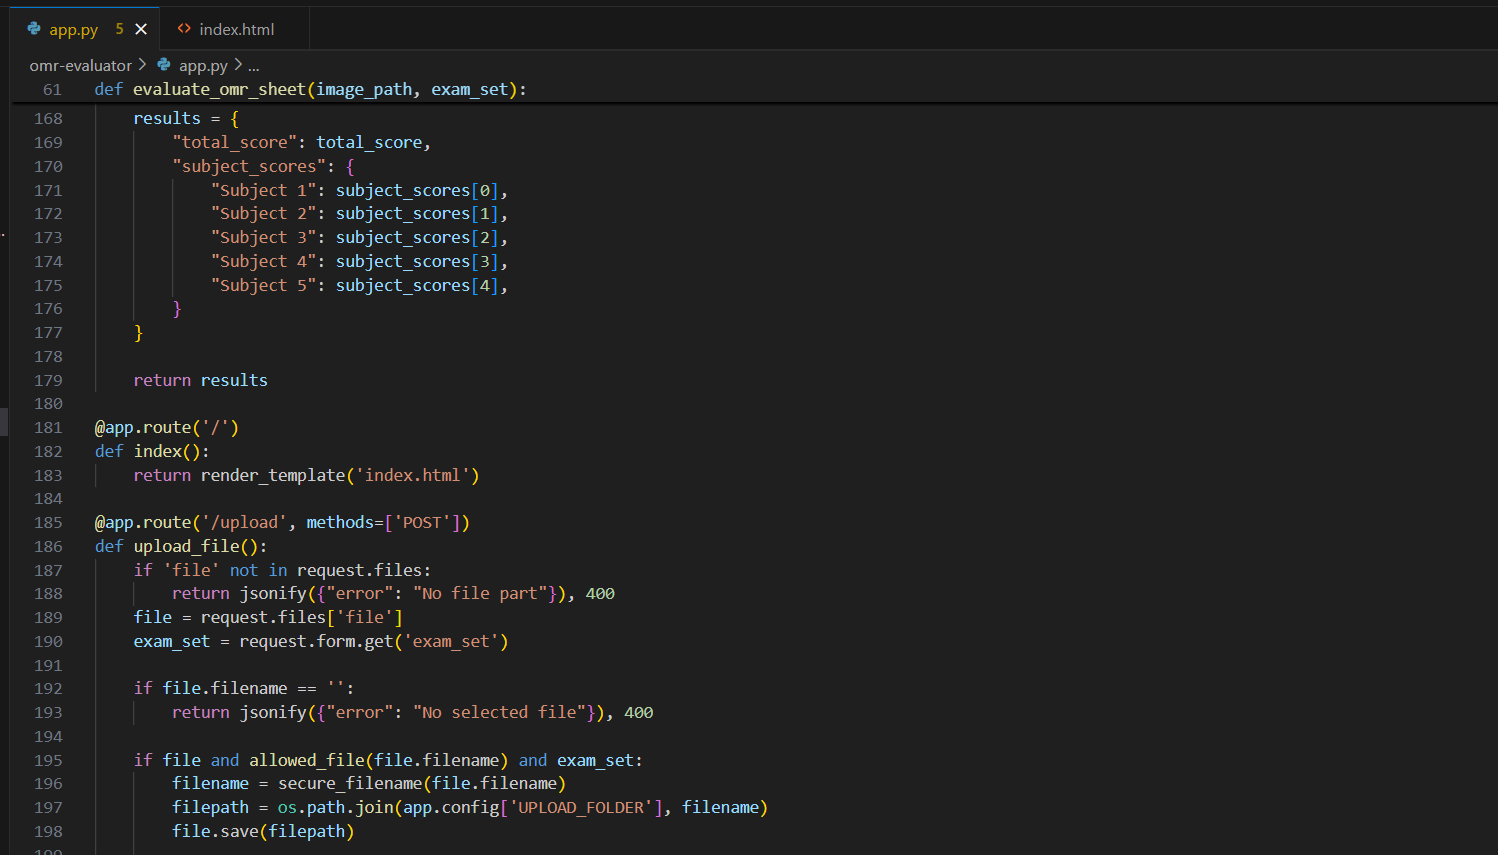 app.py 5 × <> index.html
omr-evaluator > app.py > ...
61 def evaluate_omr_sheet(image_path, exam_set):
168     results = {
169         "total_score": total_score,
170         "subject_scores": {
171             "Subject 1": subject_scores[0],
172             "Subject 2": subject_scores[1],
173             "Subject 3": subject_scores[2],
174             "Subject 4": subject_scores[3],
175             "Subject 5": subject_scores[4],
176         }
177     }
178
179     return results
180
181 @app.route('/')
182 def index():
183     return render_template('index.html')
184
185 @app.route('/upload', methods=['POST'])
186 def upload_file():
187     if 'file' not in request.files:
188         return jsonify({"error": "No file part"}), 400
189     file = request.files['file']
190     exam_set = request.form.get('exam_set')
191
192     if file.filename == '':
193         return jsonify({"error": "No selected file"}), 400
194
195     if file and allowed_file(file.filename) and exam_set:
196         filename = secure_filename(file.filename)
197         filepath = os.path.join(app.config['UPLOAD_FOLDER'], filename)
198         file.save(filepath)
199